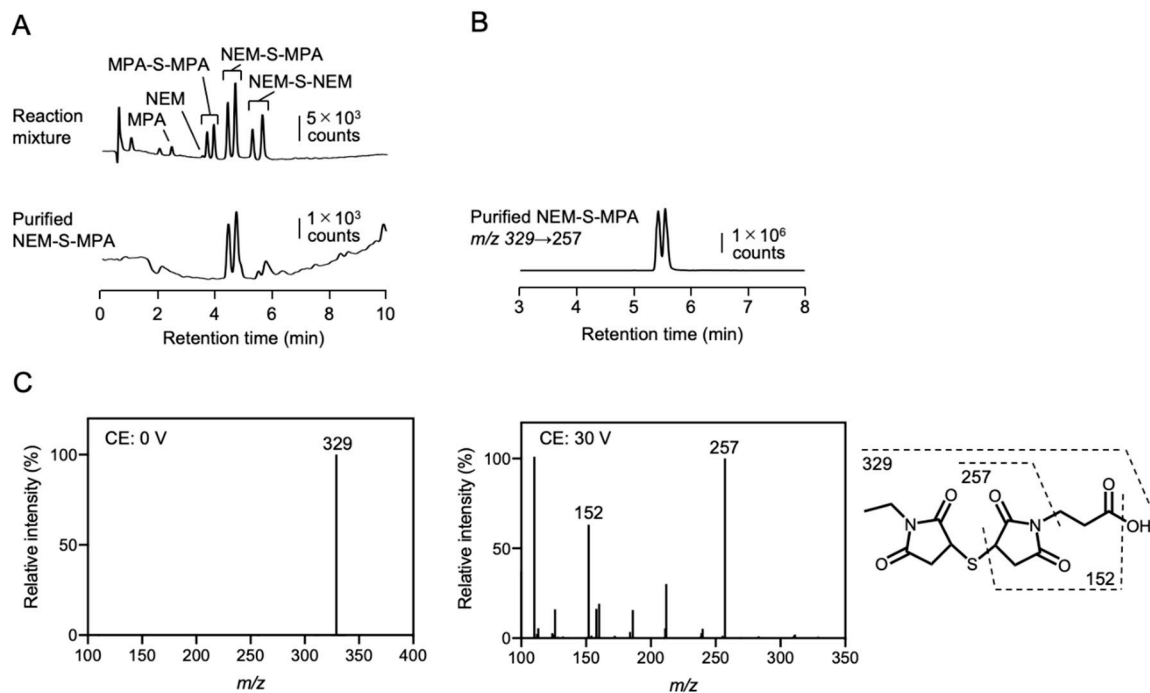 A
B
NEM-S-MPA
MPA-S-MPA
NEM-S-NEM
NEM
Reaction
mixture
MPA
5 × 10³
counts
Purified
NEM-S-MPA
1 × 10³
counts
0 2 4 6 8 10
Retention time (min)
Purified NEM-S-MPA
m/z 329→257
1 × 10⁶
counts
3 4 5 6 7 8
Retention time (min)
C
CE: 0 V
329
100
50
0
Relative intensity (%)
100 150 200 250 300 350 400
m/z
CE: 30 V
257
152
100
50
0
Relative intensity (%)
100 150 200 250 300 350
m/z
329
257
O O O
N N OH
O S O
152